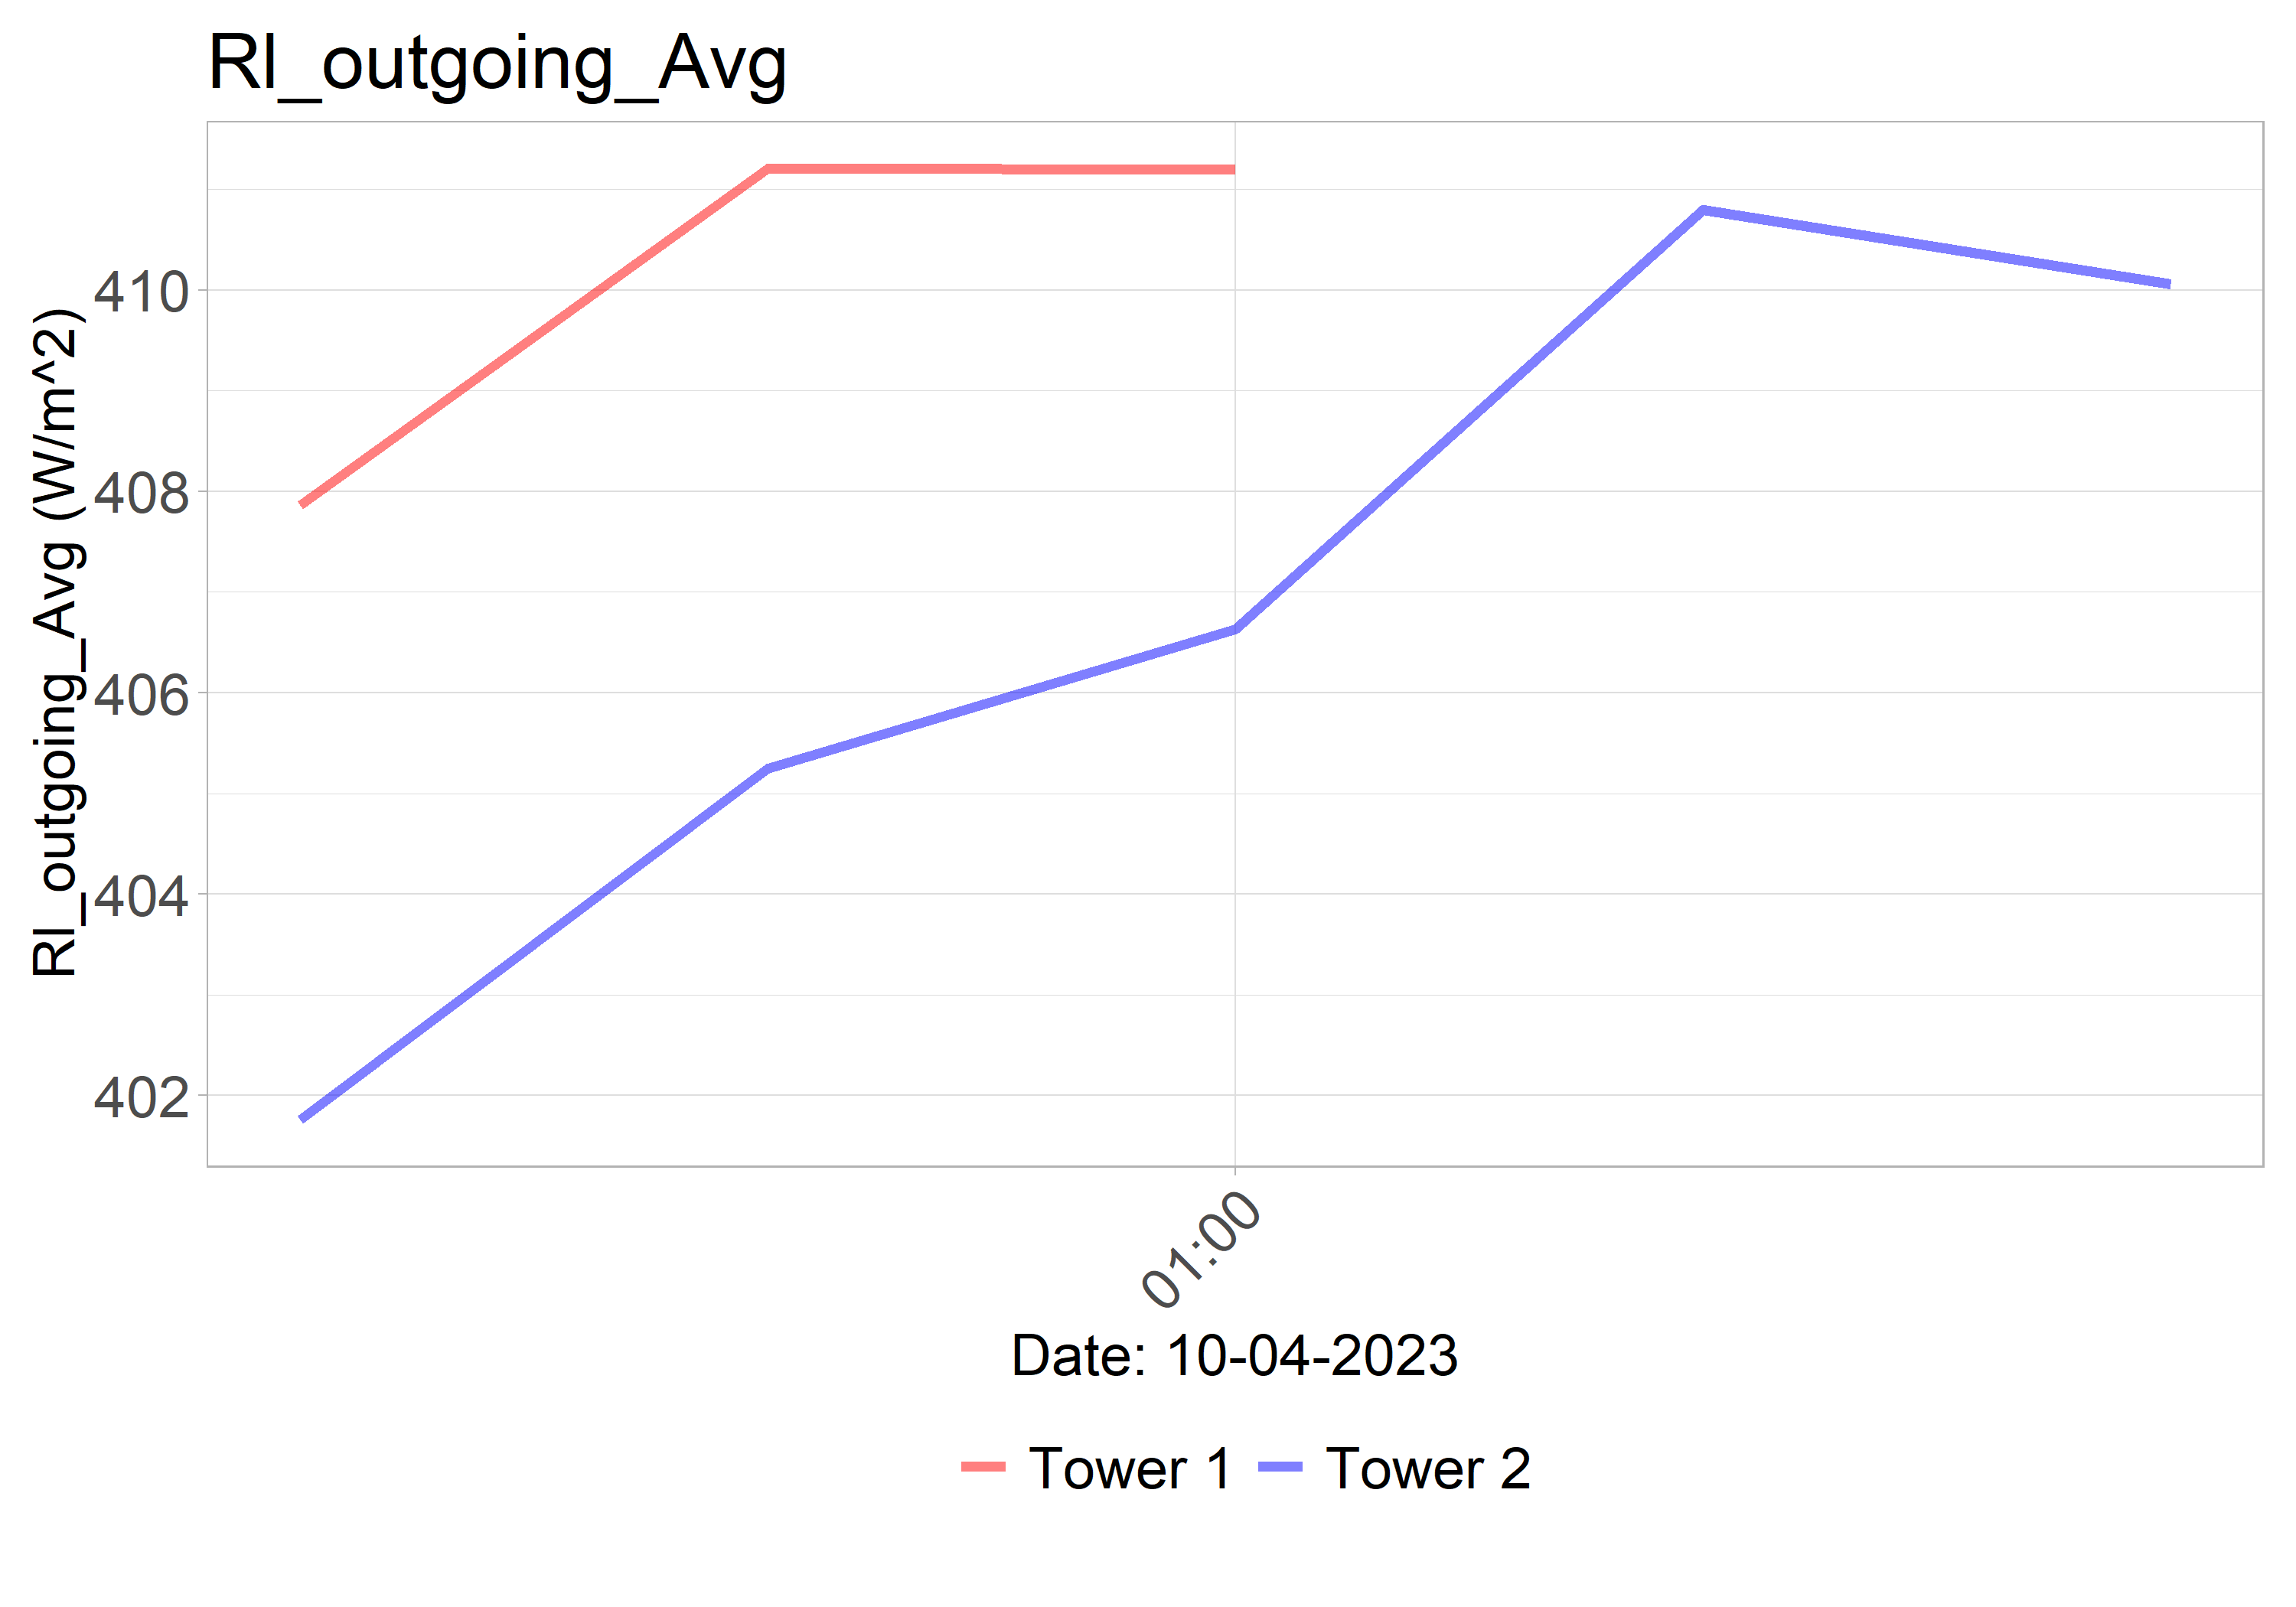 Rl_outgoing_Avg
Rl_outgoing_Avg (W/m^2)
410
408
406
404
402
01:00
Date: 10-04-2023
Tower 1
Tower 2